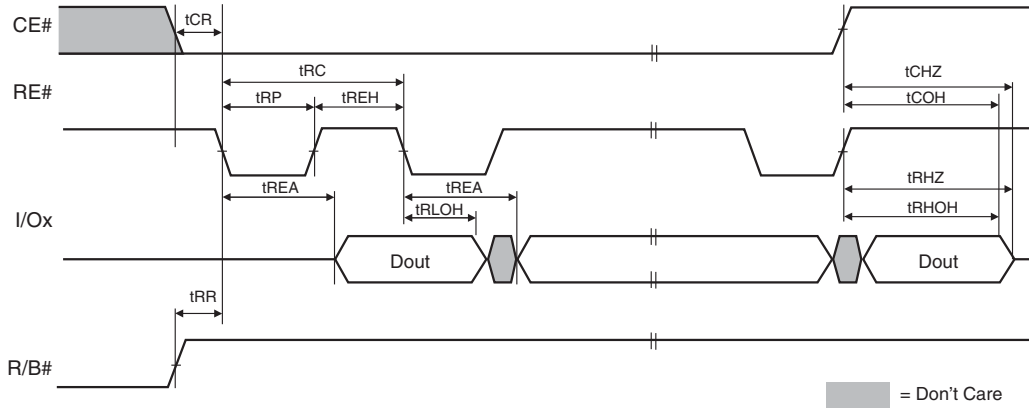 CE#
tCR
tRC
tCHZ
tCOH
RE#
tRP
tREH
tREA
tREA
tRHZ
tRLOH
tRHOH
I/Ox
Dout
Dout
tRR
R/B#
= Don't Care